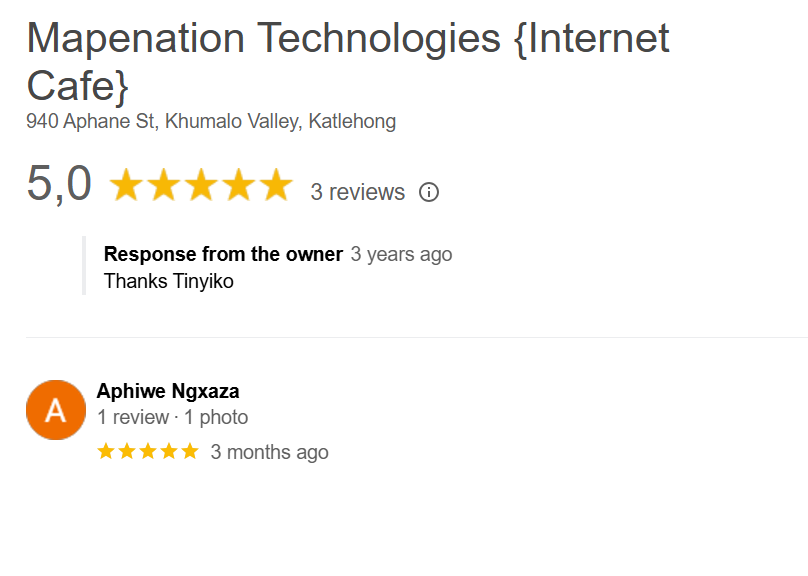 Mapenation Technologies {Internet
Cafe}
940 Aphane St, Khumalo Valley, Katlehong
5,0 3 reviews
Response from the owner 3 years ago
Thanks Tinyiko
A
Aphiwe Ngxaza
1 review · 1 photo
3 months ago